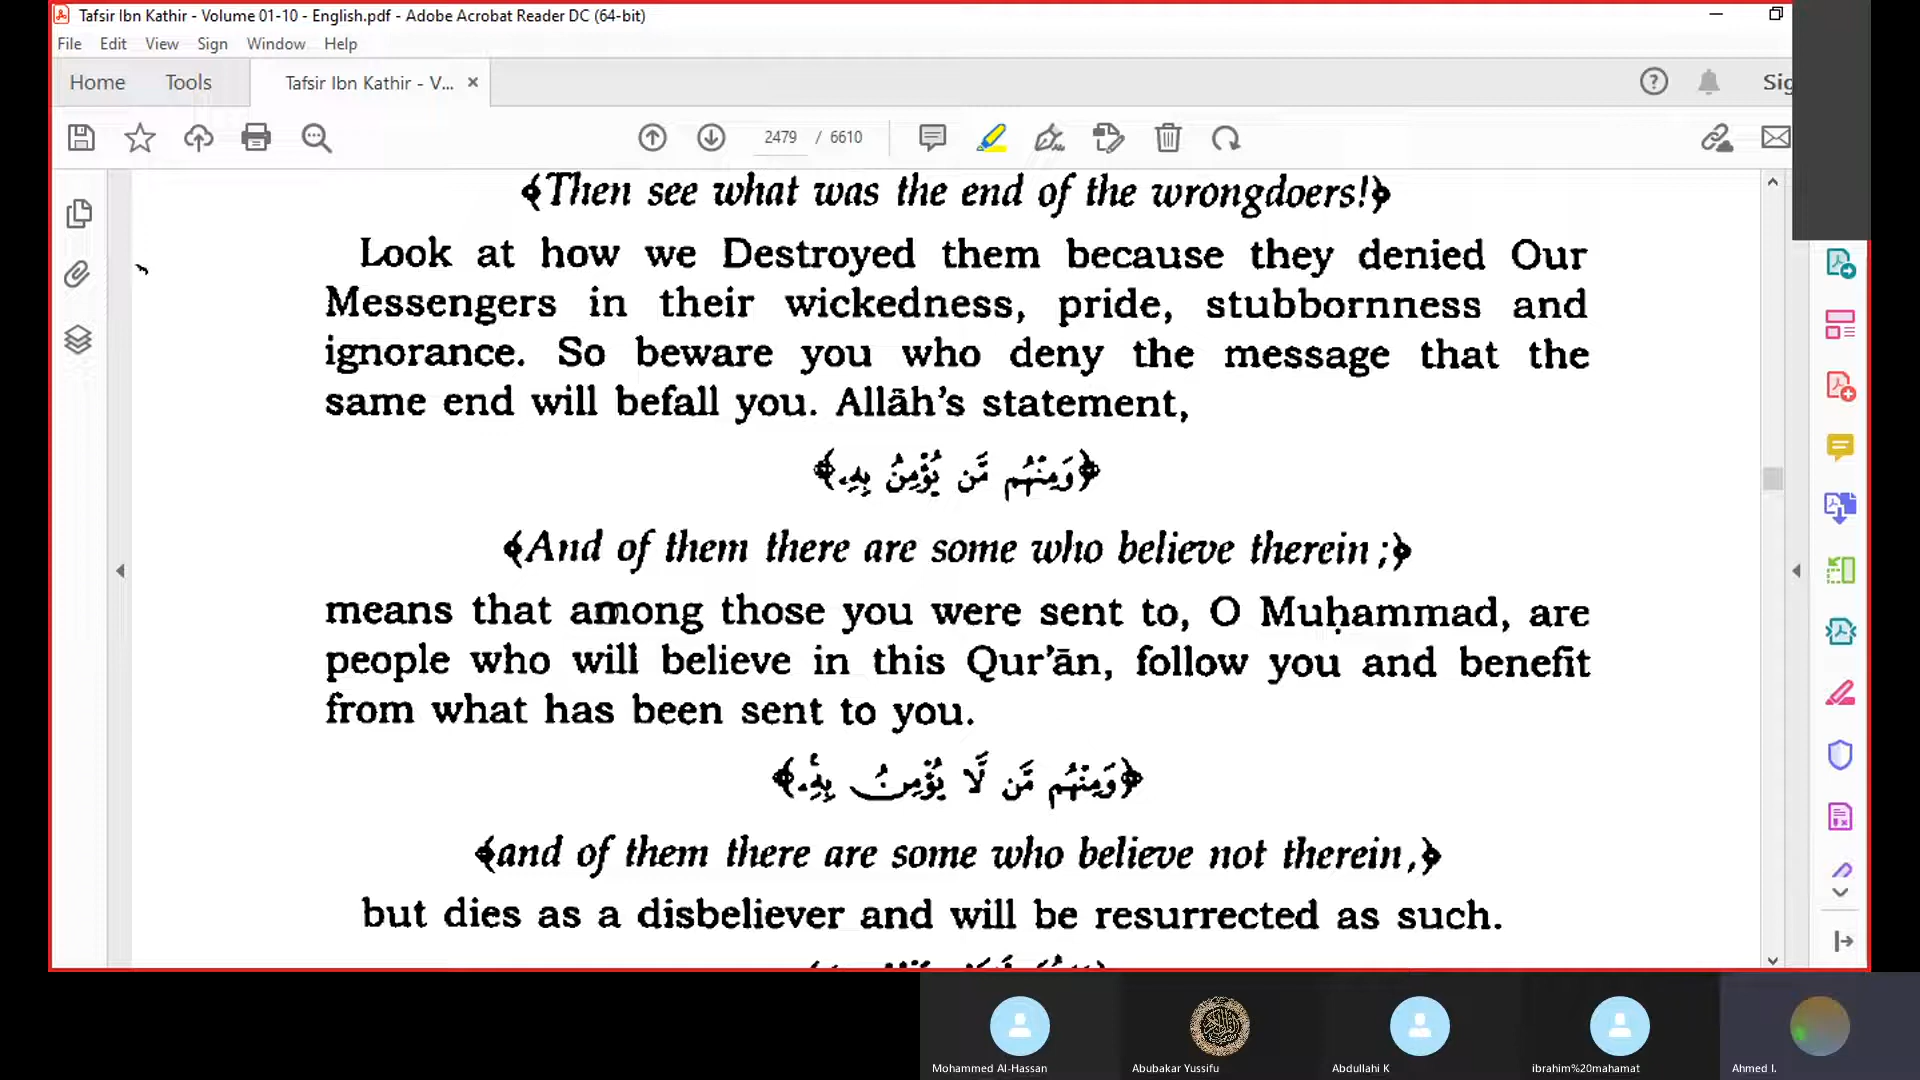 Tafsir Ibn Kathir - Volume 01-10 - English.pdf - Adobe Acrobat Reader DC (64-bit)
File Edit View Sign Window Help
Home Tools Tafsir Ibn Kathir - V... Sig
2479 / 6610
﴾Then see what was the end of the wrongdoers!﴿
Look at how we Destroyed them because they denied Our
Messengers in their wickedness, pride, stubbornness and
ignorance. So beware you who deny the message that the
same end will befall you. Allāh’s statement,
﴿وَمِنْهُم مَّن يُؤْمِنُ بِهِۦ﴾
﴾And of them there are some who believe therein;﴿
means that among those you were sent to, O Muḥammad, are
people who will believe in this Qur’ān, follow you and benefit
from what has been sent to you.
﴿وَمِنْهُم مَّن لَّا يُؤْمِنُ بِهِۦ﴾
﴾and of them there are some who believe not therein,﴿
but dies as a disbeliever and will be resurrected as such.
Mohammed Al-Hassan Abubakar Yussifu Abdullahi K ibrahim%20mahamat Ahmed I.